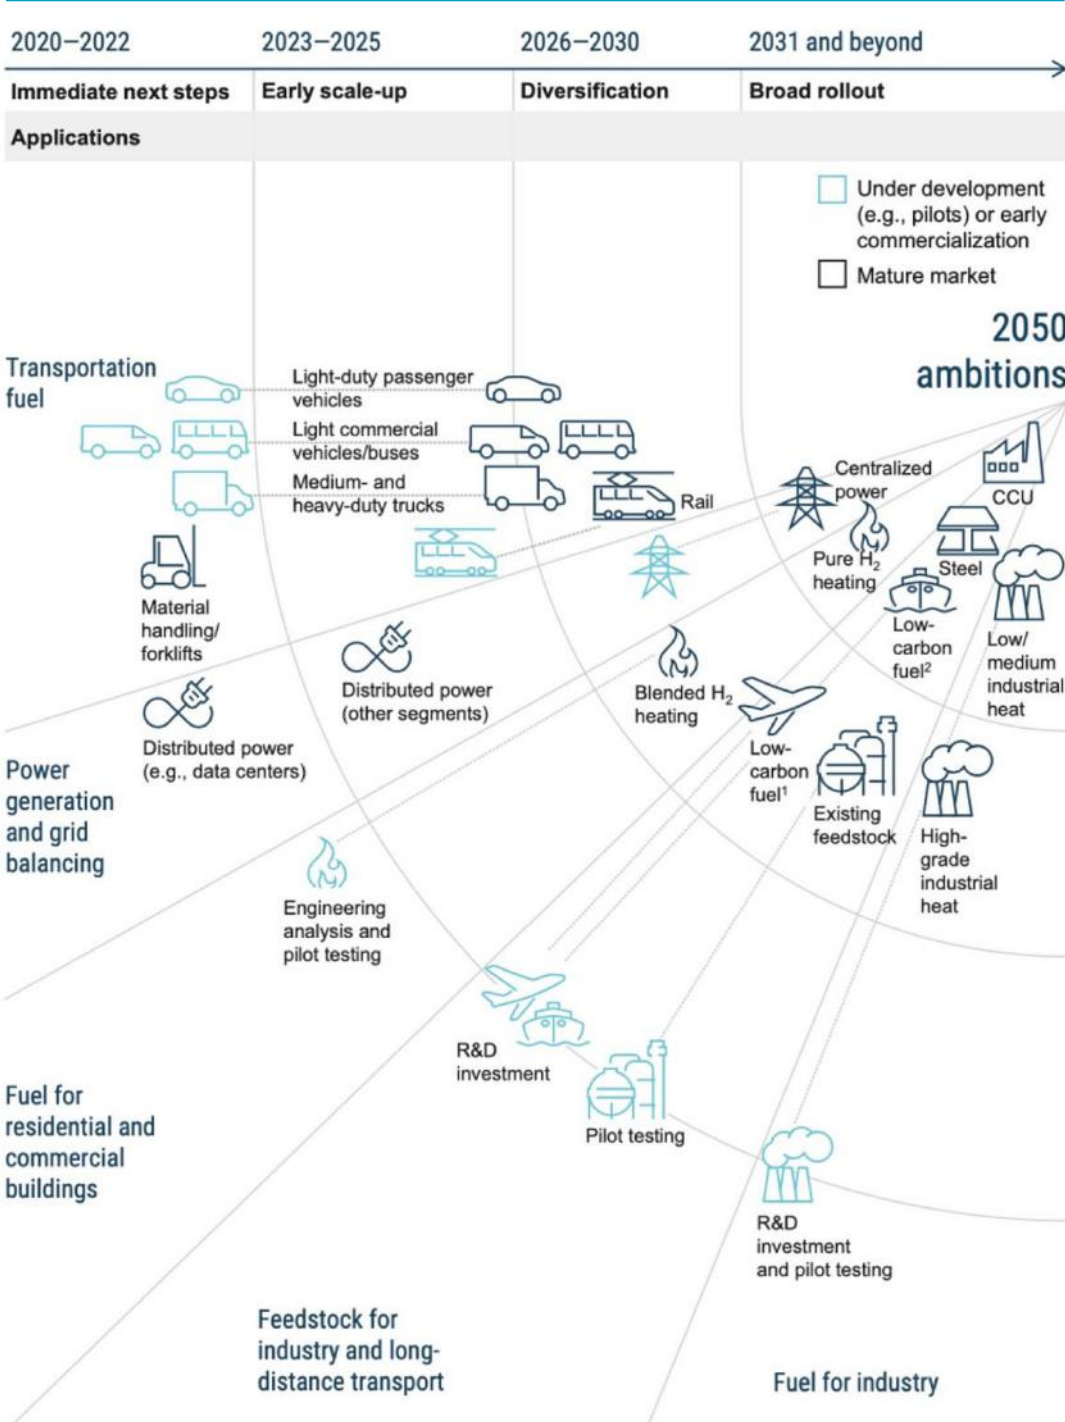 2020–2022
2023–2025
2026–2030
2031 and beyond
Immediate next steps
Early scale-up
Diversification
Broad rollout
Applications
Under development
(e.g., pilots) or early
commercialization
Mature market
2050
ambitions
Transportation
fuel
Light-duty passenger
vehicles
Light commercial
vehicles/buses
Medium- and
heavy-duty trucks
Rail
Centralized
power
CCU
Pure H2
heating
Steel
Material
handling/
forklifts
Low-
carbon
fuel2
Low/
medium
industrial
heat
Distributed power
(other segments)
Blended H2
heating
Distributed power
(e.g., data centers)
Low-
carbon
fuel1
Power
generation
and grid
balancing
Existing
feedstock
High-
grade
industrial
heat
Engineering
analysis and
pilot testing
R&D
investment
Fuel for
residential and
commercial
buildings
Pilot testing
R&D
investment
and pilot testing
Feedstock for
industry and long-
distance transport
Fuel for industry